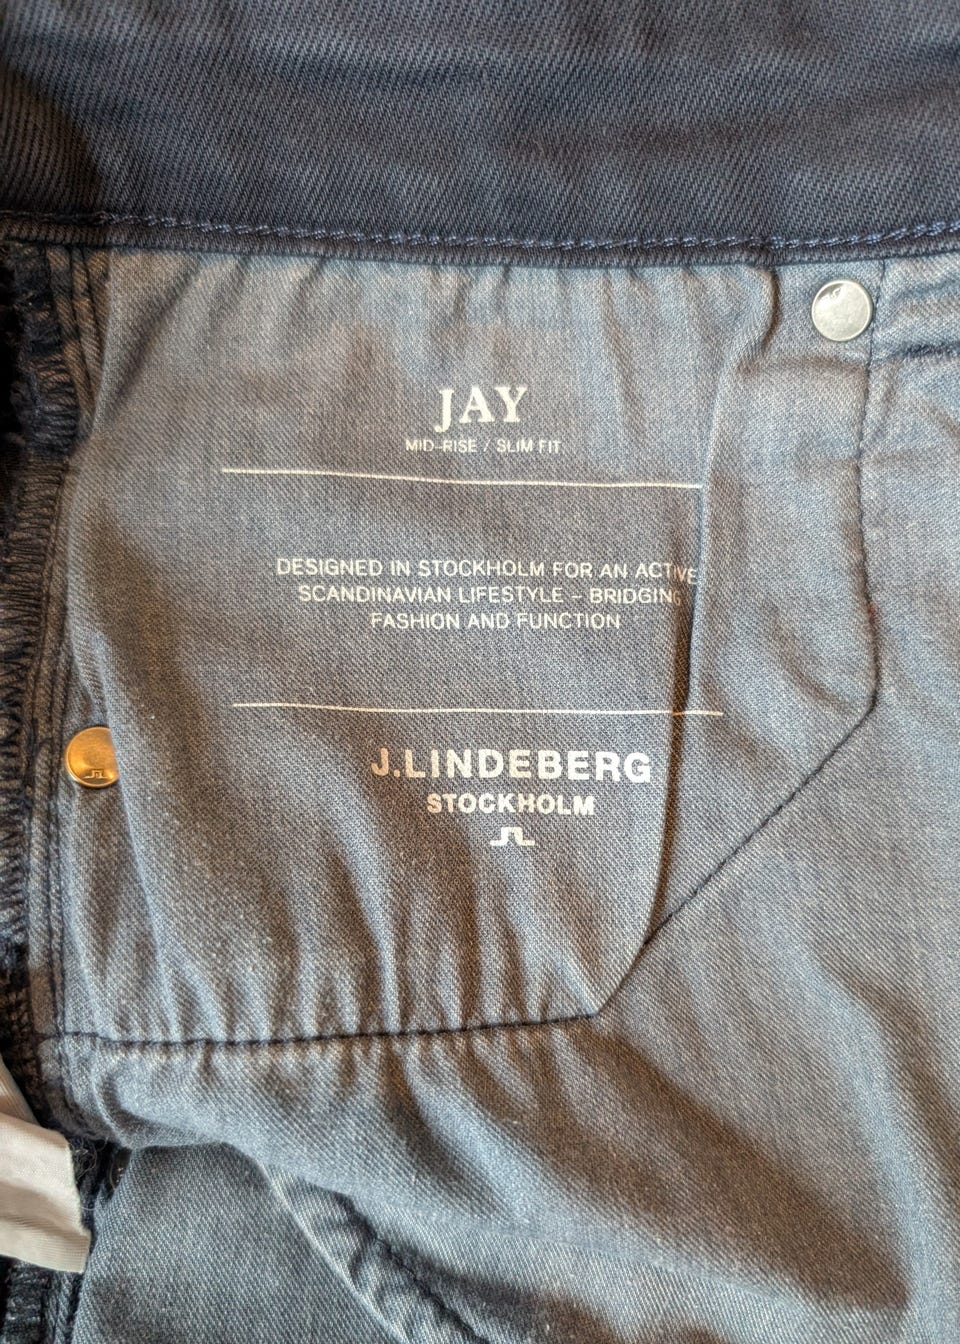 JAY
MID-RISE / SLIM FIT
DESIGNED IN STOCKHOLM FOR AN ACTIVE
SCANDINAVIAN LIFESTYLE – BRIDGING
FASHION AND FUNCTION
J.LINDEBERG
STOCKHOLM